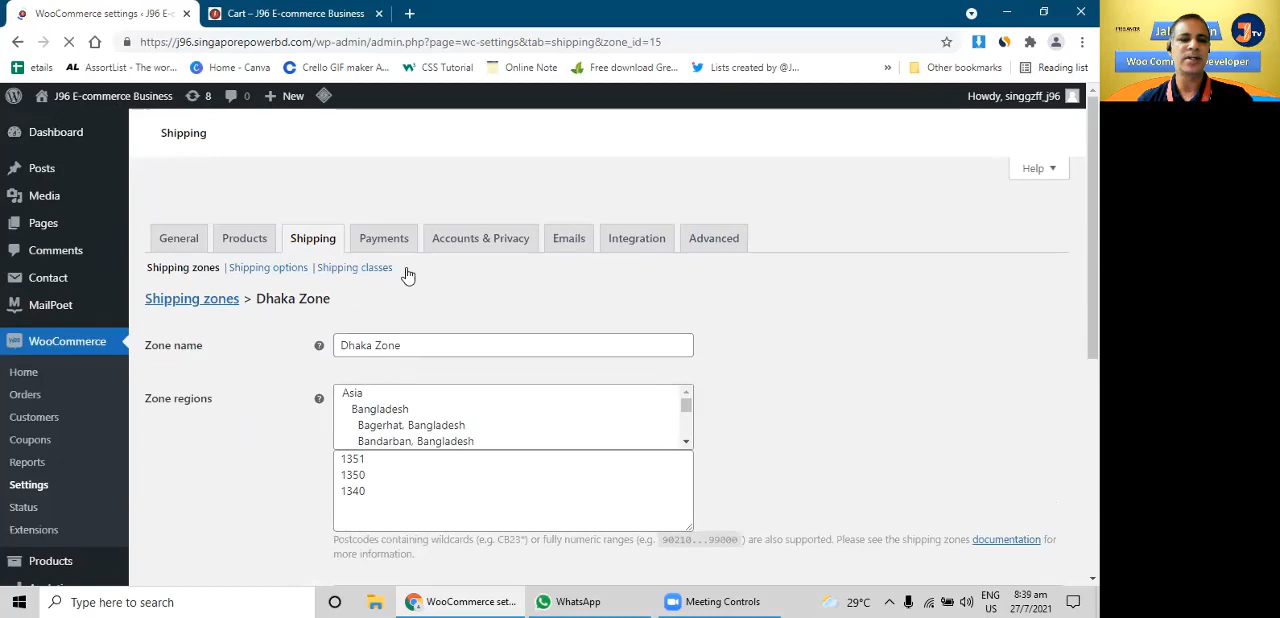 WooCommerce settings ‹ J96 E-c
Cart – J96 E-commerce Business
https://j96.singaporepowerbd.com/wp-admin/admin.php?page=wc-settings&tab=shipping&zone_id=15
etails
AssortList - The wor...
Home - Canva
Crello GIF maker A...
CSS Tutorial
Online Note
Free download Gre...
Lists created by @J...
»
Other bookmarks
Reading list
J96 E-commerce Business
8
0
New
Howdy, singgzff_j96
Shipping
Help
General
Products
Shipping
Payments
Accounts & Privacy
Emails
Integration
Advanced
Shipping zones | Shipping options | Shipping classes
Shipping zones > Dhaka Zone
Zone name
Dhaka Zone
Zone regions
Asia
Bangladesh
Bagerhat, Bangladesh
Bandarban, Bangladesh
1351
1350
1340
Postcodes containing wildcards (e.g. CB23*) or fully numeric ranges (e.g. 90210...99000 ) are also supported. Please see the shipping zones documentation for
more information.
Dashboard
Posts
Media
Pages
Comments
Contact
MailPoet
WooCommerce
Home
Orders
Customers
Coupons
Reports
Settings
Status
Extensions
Products
TV
Type here to search
WooCommerce set...
WhatsApp
Meeting Controls
29°C
ENG
US
8:39 am
27/7/2021